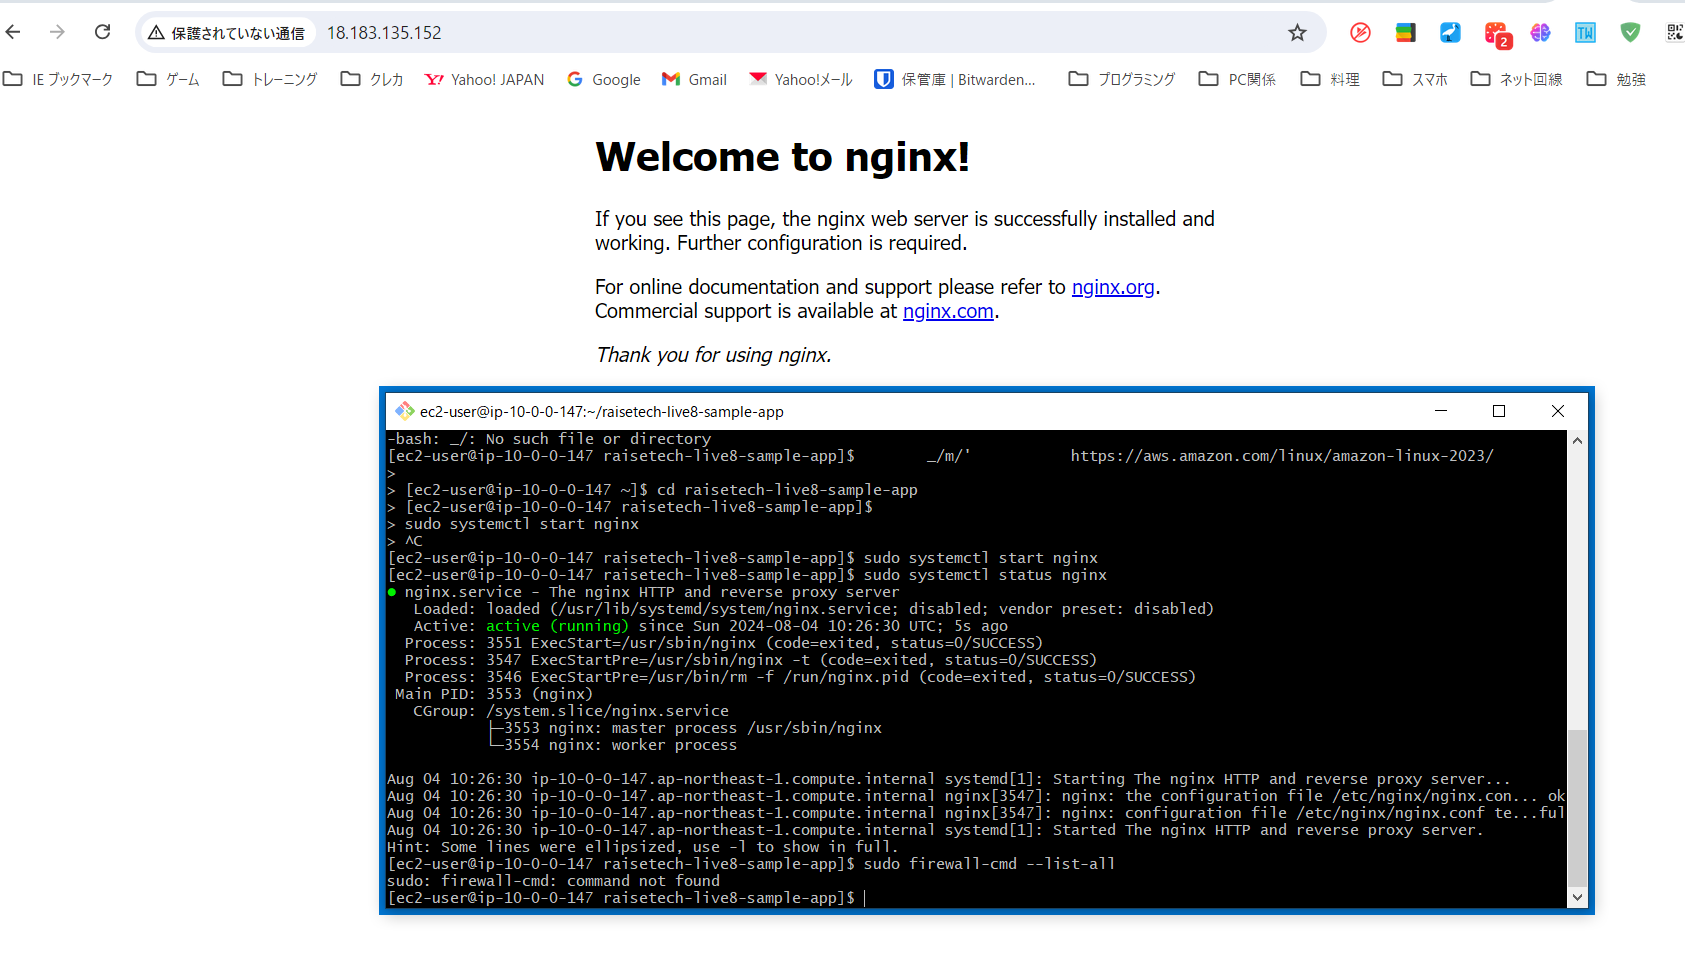 保護されていない通信 18.183.135.152
2
IE ブックマーク ゲーム トレーニング クレカ Yahoo! JAPAN Google Gmail Yahoo!メール 保管庫 | Bitwarden... プログラミング PC関係 料理 スマホ ネット回線 勉強
Welcome to nginx!
If you see this page, the nginx web server is successfully installed and
working. Further configuration is required.
For online documentation and support please refer to nginx.org.
Commercial support is available at nginx.com.
Thank you for using nginx.
ec2-user@ip-10-0-0-147:~/raisetech-live8-sample-app
-bash: _/: No such file or directory
[ec2-user@ip-10-0-0-147 raisetech-live8-sample-app]$        _/m/'           https://aws.amazon.com/linux/amazon-linux-2023/
>
> [ec2-user@ip-10-0-0-147 ~]$ cd raisetech-live8-sample-app
> [ec2-user@ip-10-0-0-147 raisetech-live8-sample-app]$
> sudo systemctl start nginx
> ^C
[ec2-user@ip-10-0-0-147 raisetech-live8-sample-app]$ sudo systemctl start nginx
[ec2-user@ip-10-0-0-147 raisetech-live8-sample-app]$ sudo systemctl status nginx
● nginx.service - The nginx HTTP and reverse proxy server
   Loaded: loaded (/usr/lib/systemd/system/nginx.service; disabled; vendor preset: disabled)
   Active: active (running) since Sun 2024-08-04 10:26:30 UTC; 5s ago
  Process: 3551 ExecStart=/usr/sbin/nginx (code=exited, status=0/SUCCESS)
  Process: 3547 ExecStartPre=/usr/sbin/nginx -t (code=exited, status=0/SUCCESS)
  Process: 3546 ExecStartPre=/usr/bin/rm -f /run/nginx.pid (code=exited, status=0/SUCCESS)
 Main PID: 3553 (nginx)
   CGroup: /system.slice/nginx.service
           ├─3553 nginx: master process /usr/sbin/nginx
           └─3554 nginx: worker process
Aug 04 10:26:30 ip-10-0-0-147.ap-northeast-1.compute.internal systemd[1]: Starting The nginx HTTP and reverse proxy server...
Aug 04 10:26:30 ip-10-0-0-147.ap-northeast-1.compute.internal nginx[3547]: nginx: the configuration file /etc/nginx/nginx.con... ok
Aug 04 10:26:30 ip-10-0-0-147.ap-northeast-1.compute.internal nginx[3547]: nginx: configuration file /etc/nginx/nginx.conf te...ful
Aug 04 10:26:30 ip-10-0-0-147.ap-northeast-1.compute.internal systemd[1]: Started The nginx HTTP and reverse proxy server.
Hint: Some lines were ellipsized, use -l to show in full.
[ec2-user@ip-10-0-0-147 raisetech-live8-sample-app]$ sudo firewall-cmd --list-all
sudo: firewall-cmd: command not found
[ec2-user@ip-10-0-0-147 raisetech-live8-sample-app]$